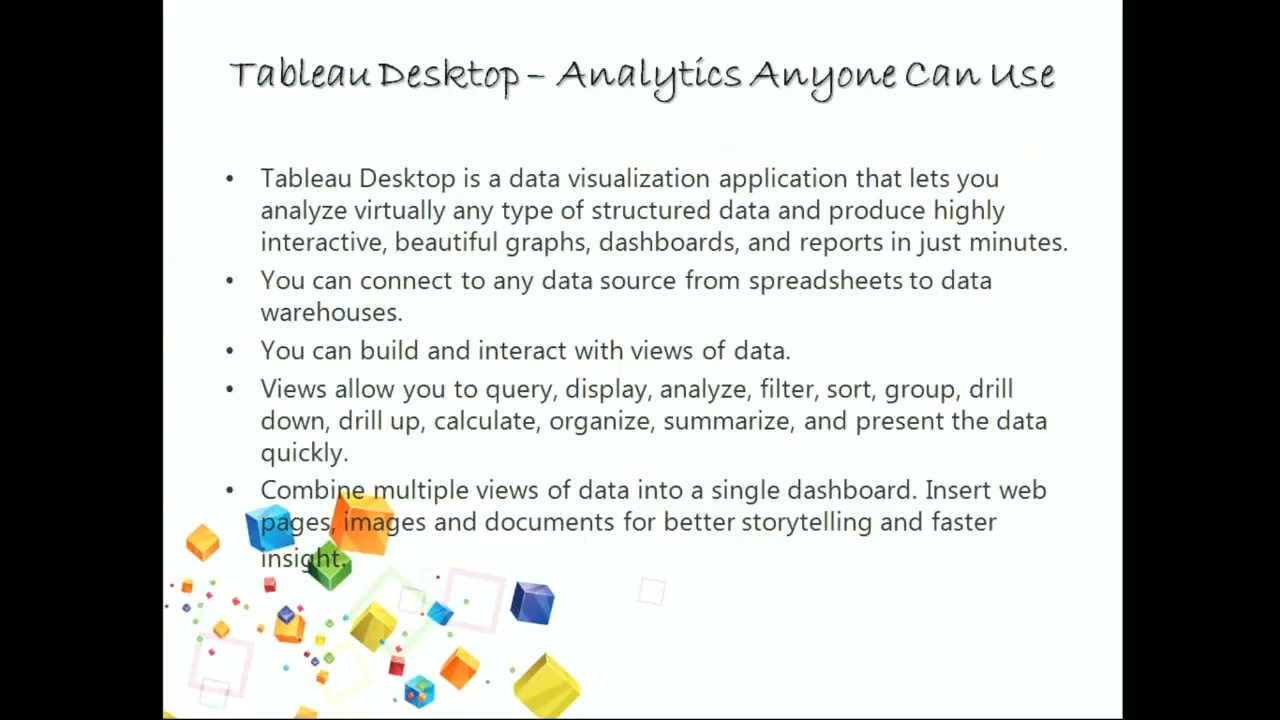 Tableau Desktop – Analytics Anyone Can Use
• Tableau Desktop is a data visualization application that lets you
analyze virtually any type of structured data and produce highly
interactive, beautiful graphs, dashboards, and reports in just minutes.
• You can connect to any data source from spreadsheets to data
warehouses.
• You can build and interact with views of data.
• Views allow you to query, display, analyze, filter, sort, group, drill
down, drill up, calculate, organize, summarize, and present the data
quickly.
• Combine multiple views of data into a single dashboard. Insert web
pages, images and documents for better storytelling and faster
insight.